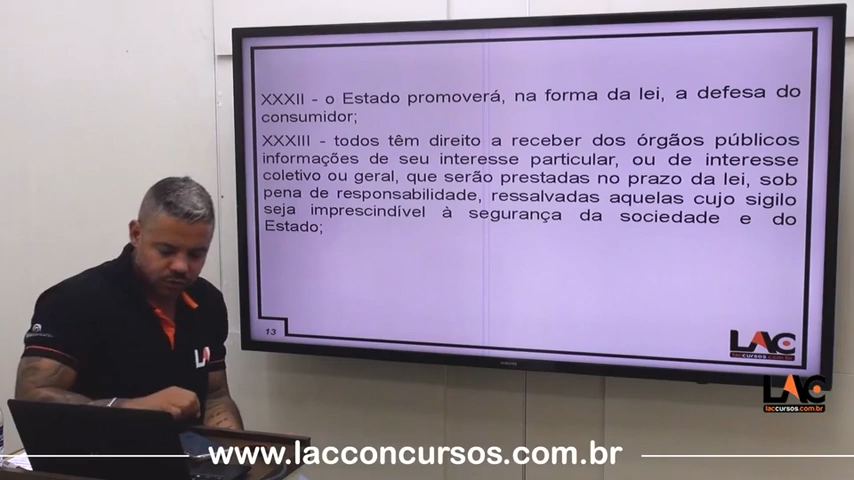 XXXII - o Estado promoverá, na forma da lei, a defesa do
consumidor;
XXXIII - todos têm direito a receber dos órgãos públicos
informações de seu interesse particular, ou de interesse
coletivo ou geral, que serão prestadas no prazo da lei, sob
pena de responsabilidade, ressalvadas aquelas cujo sigilo
seja imprescindível à segurança da sociedade e do
Estado;
13
LAC
laccursos.com.br
LAC
laccursos.com.br
www.lacconcursos.com.br